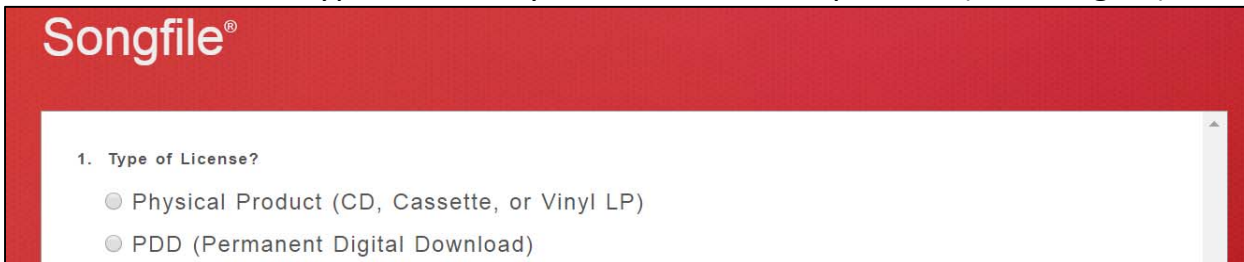 Songfile®
1. Type of License?
Physical Product (CD, Cassette, or Vinyl LP)
PDD (Permanent Digital Download)